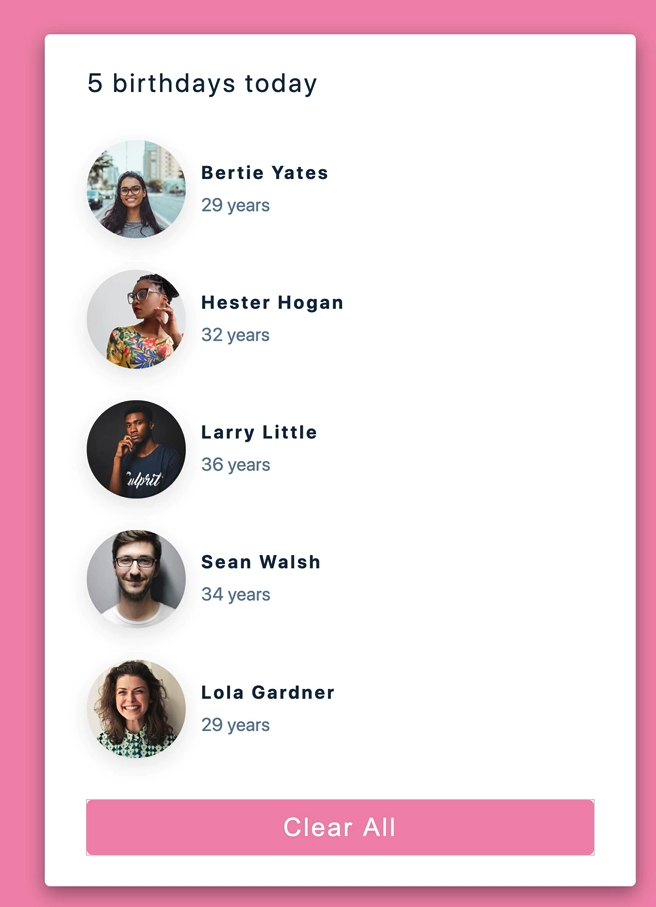 5 birthdays today
Bertie Yates
29 years
Hester Hogan
32 years
Larry Little
36 years
Culprit
Sean Walsh
34 years
Lola Gardner
29 years
Clear All